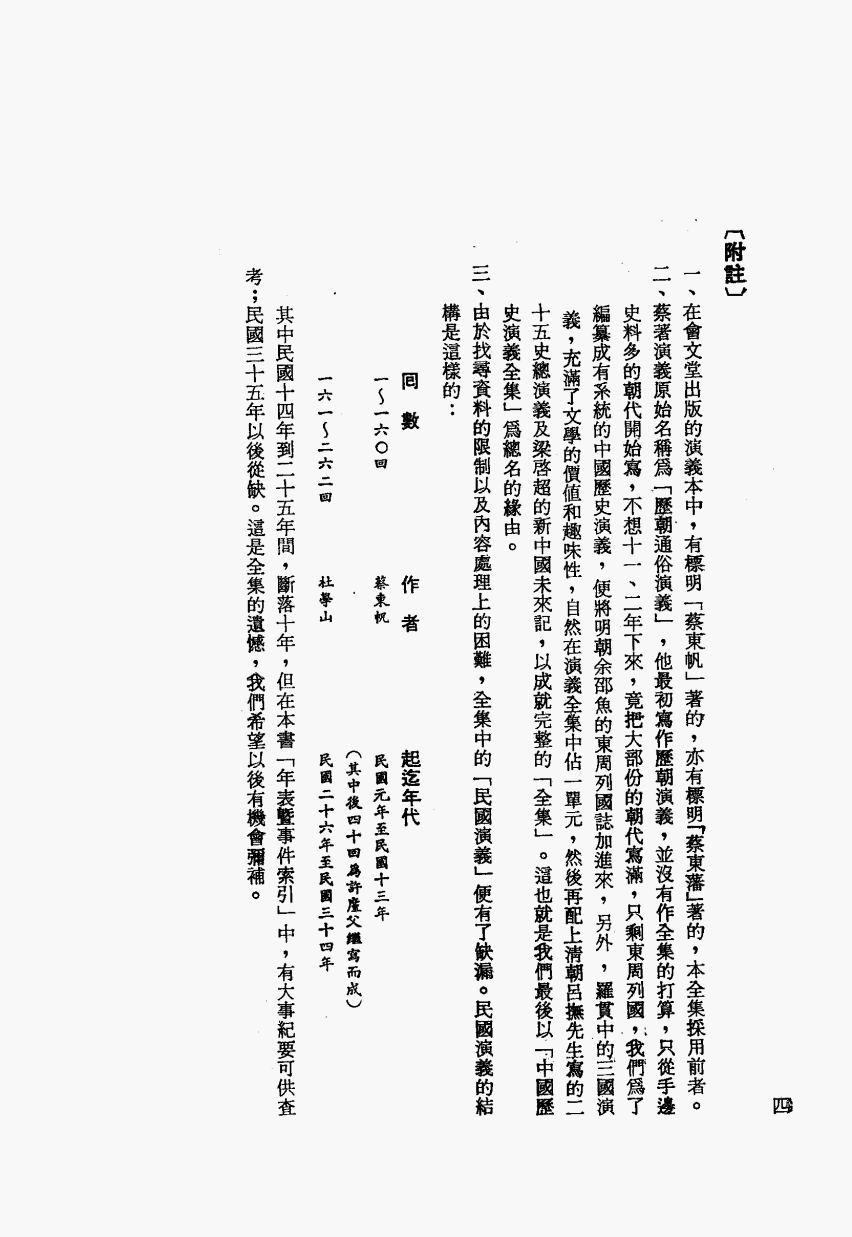 四
〔附註〕
一、在會文堂出版的演義本中，有標明「蔡東帆」著的，亦有標明「蔡東藩」著的，本全集採用前者。
二、蔡著演義原始名稱爲「歷朝通俗演義」，他最初寫作歷朝演義，並沒有作全集的打算，只從手邊
史料多的朝代開始寫，不想十一、二年下來，竟把大部份的朝代寫滿，只剩東周列國，我們爲了
編纂成有系統的中國歷史演義，便將明朝余邵魚的東周列國誌加進來，另外，羅貫中的三國演
義，充滿了文學的價值和趣味性，自然在演義全集中佔一單元，然後再配上清朝呂撫先生寫的二
十五史總演義及梁啓超的新中國未來記，以成就完整的「全集」。這也就是我們最後以「中國歷
史演義全集」爲總名的緣由。
三、由於找尋資料的限制以及內容處理上的困難，全集中的「民國演義」便有了缺漏。民國演義的結
構是這樣的：
回數 作者 起迄年代
一～一六〇回 蔡東帆 民國元年至民國十三年
（其中後四十回爲許廑父繼寫而成）
一六一～二六二回 杜學山 民國二十六年至民國三十四年
其中民國十四年到二十五年間，斷落十年，但在本書「年表暨事件索引」中，有大事紀要可供查
考；民國三十五年以後從缺。這是全集的遺憾，我們希望以後有機會彌補。